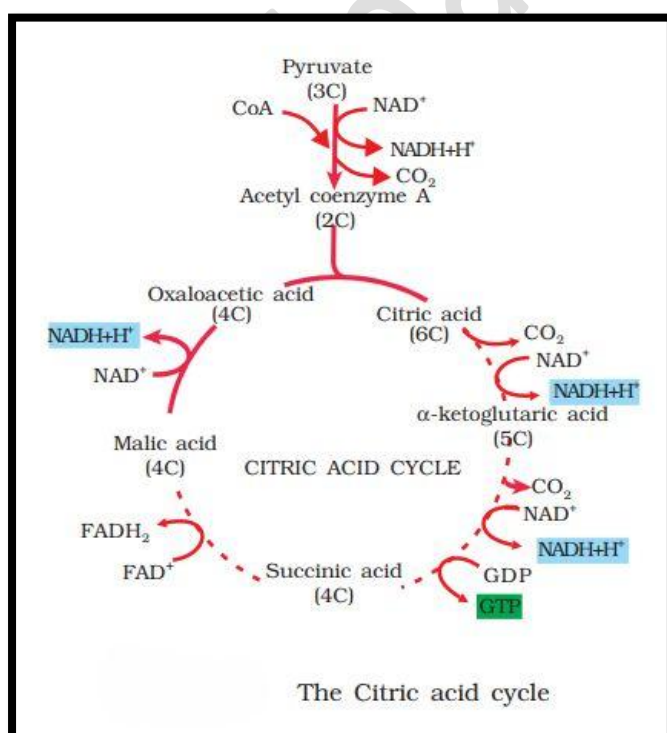 Pyruvate
(3C)
CoA
NAD⁺
NADH+H⁺
CO₂
Acetyl coenzyme A
(2C)
Oxaloacetic acid
(4C)
Citric acid
(6C)
CO₂
NADH+H⁺
NAD⁺
NAD⁺
NADH+H⁺
α-ketoglutaric acid
(5C)
Malic acid
(4C)
CITRIC ACID CYCLE
CO₂
NAD⁺
NADH+H⁺
FADH₂
FAD⁺
Succinic acid
(4C)
GDP
GTP
The Citric acid cycle